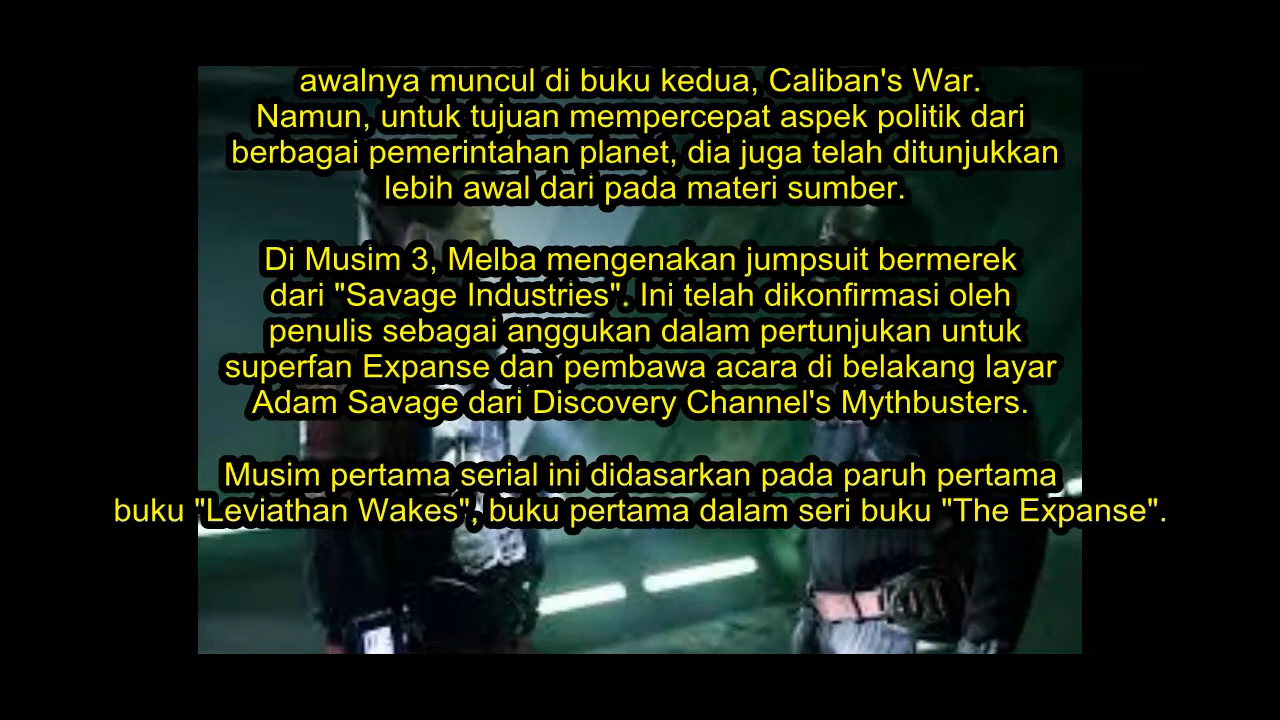 awalnya muncul di buku kedua, Caliban's War.
Namun, untuk tujuan mempercepat aspek politik dari
berbagai pemerintahan planet, dia juga telah ditunjukkan
lebih awal dari pada materi sumber.
Di Musim 3, Melba mengenakan jumpsuit bermerek
dari "Savage Industries". Ini telah dikonfirmasi oleh
penulis sebagai anggukan dalam pertunjukan untuk
superfan Expanse dan pembawa acara di belakang layar
Adam Savage dari Discovery Channel's Mythbusters.
Musim pertama serial ini didasarkan pada paruh pertama
buku "Leviathan Wakes", buku pertama dalam seri buku "The Expanse".